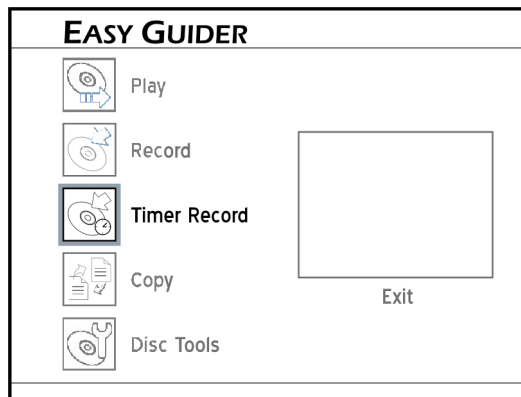 EASY GUIDER
Play
Record
Timer Record
Copy
Exit
Disc Tools